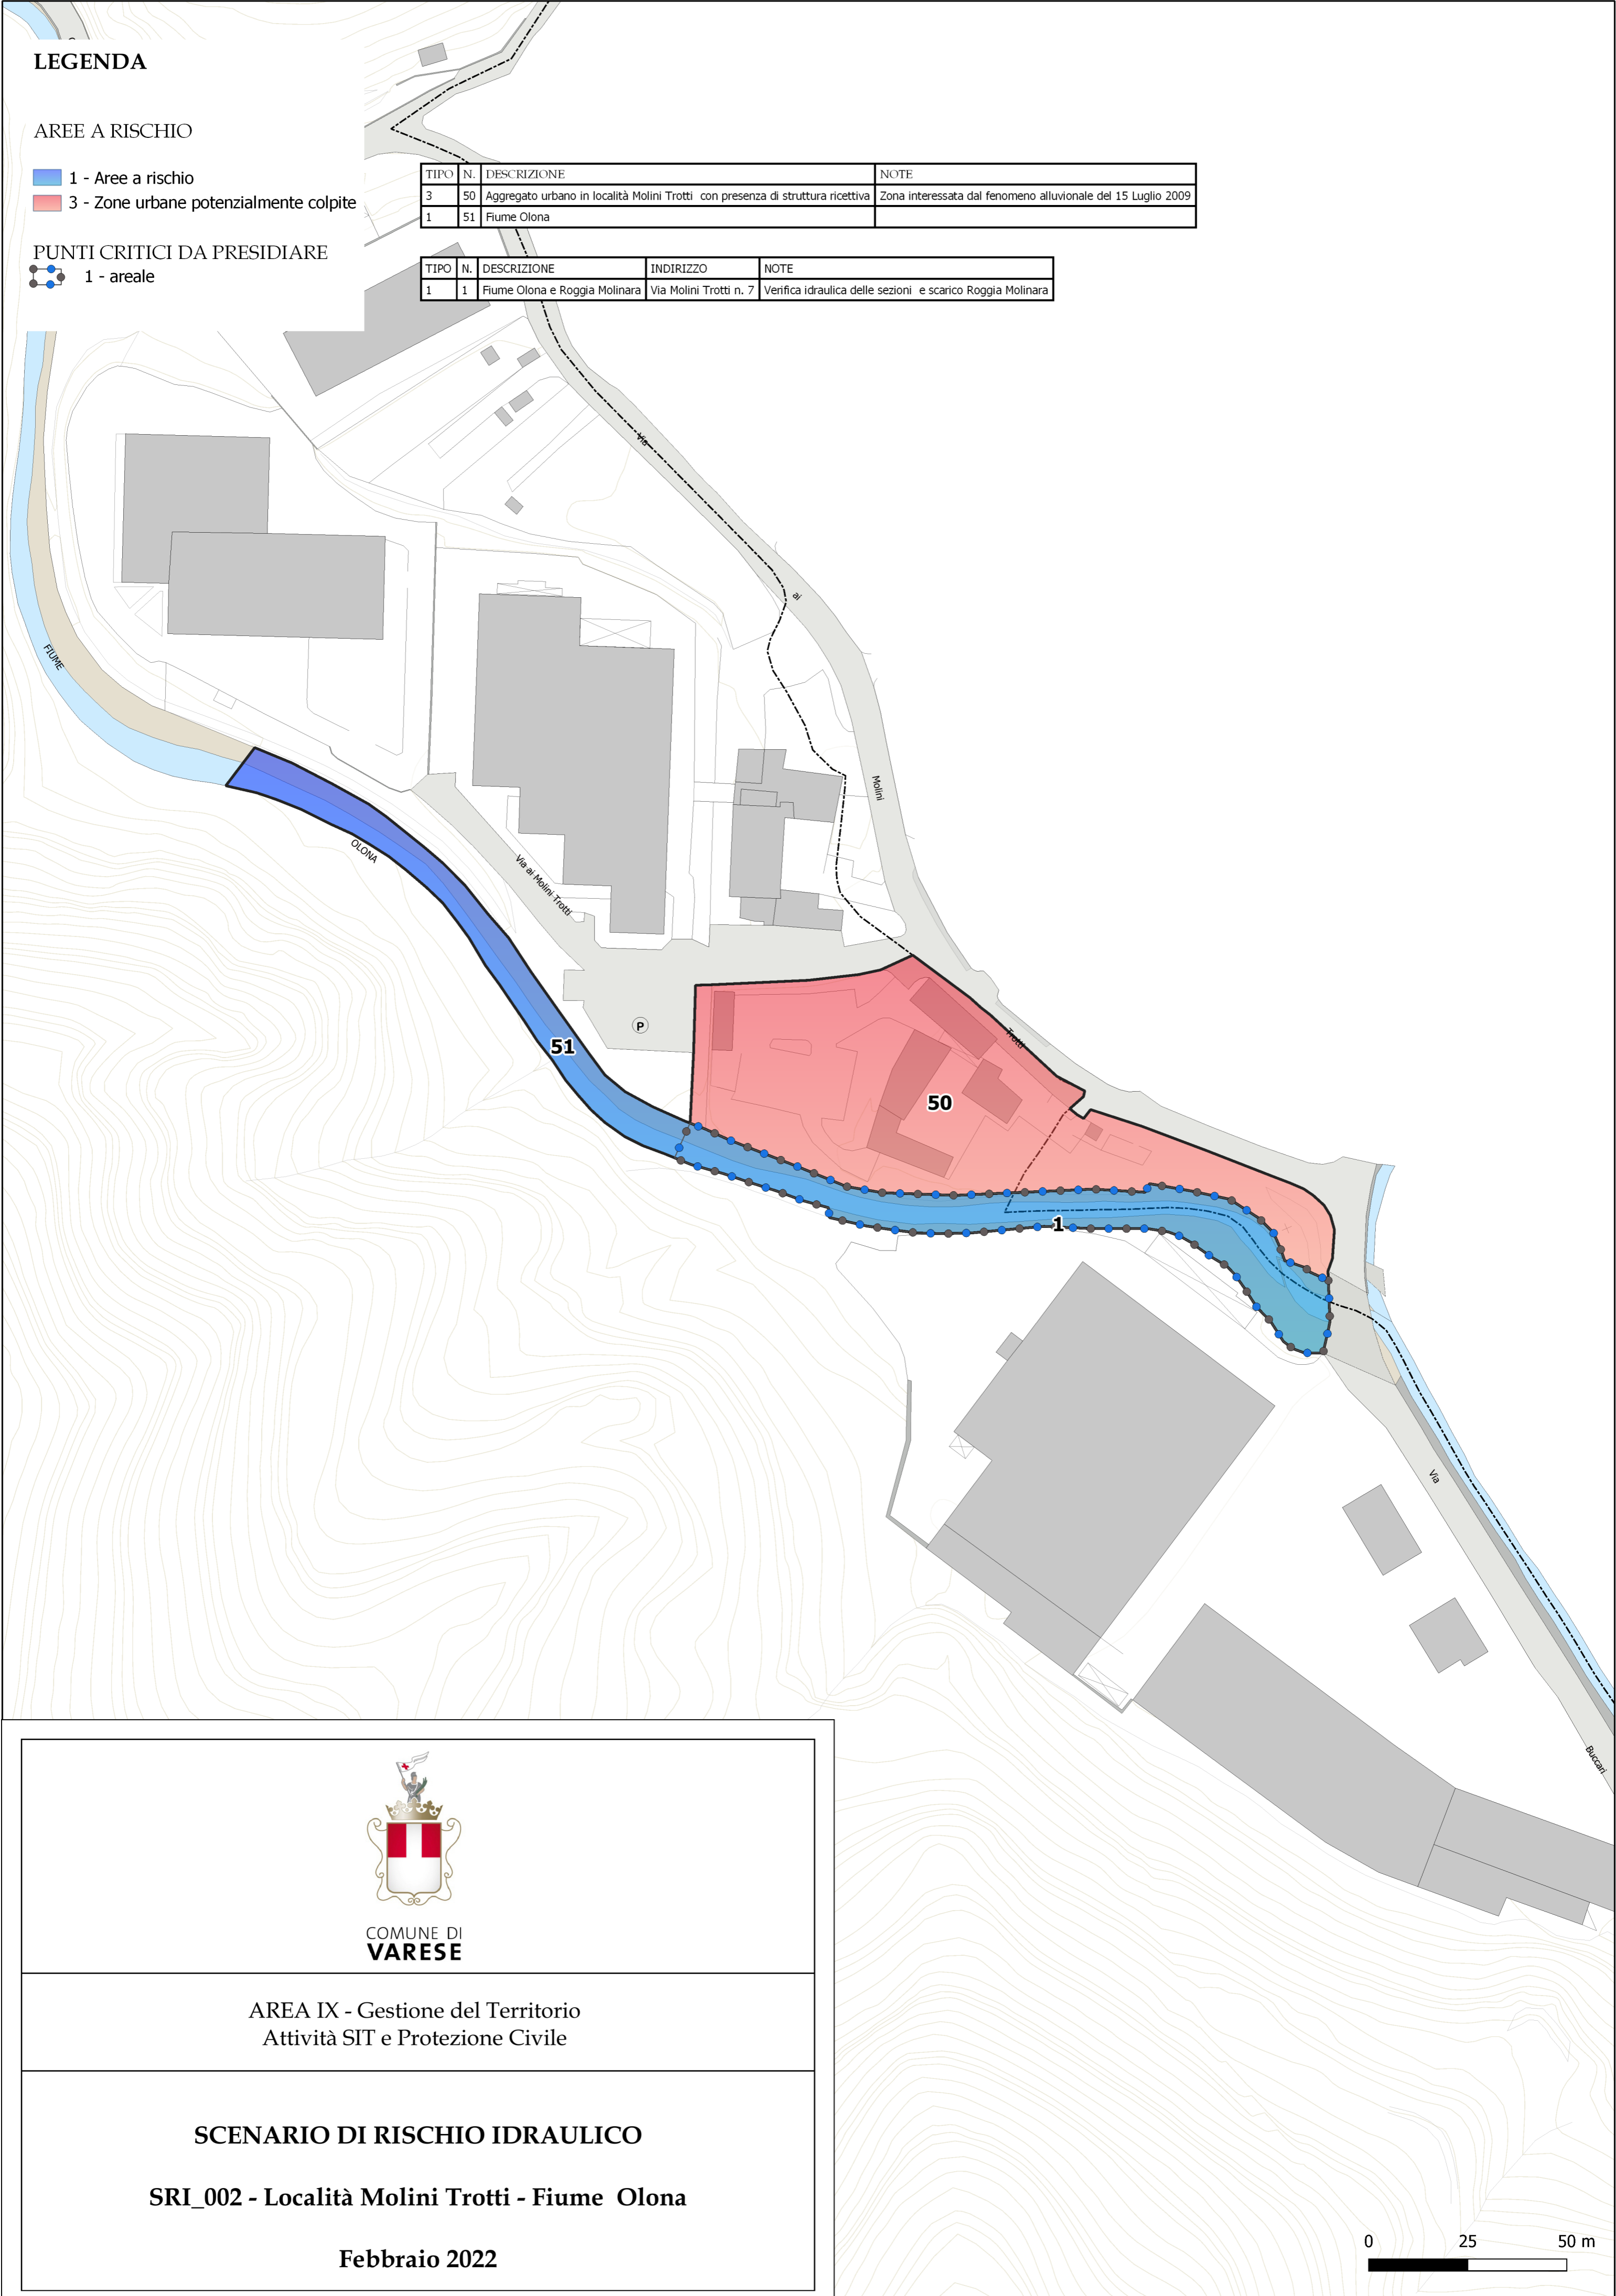 LEGENDA
AREE A RISCHIO
1 - Aree a rischio
3 - Zone urbane potenzialmente colpite
PUNTI CRITICI DA PRESIDIARE
1 - areale
TIPO N. DESCRIZIONE NOTE
3 50 Aggregato urbano in località Molini Trotti con presenza di struttura ricettiva Zona interessata dal fenomeno alluvionale del 15 Luglio 2009
1 51 Fiume Olona
TIPO N. DESCRIZIONE INDIRIZZO NOTE
1 1 Fiume Olona e Roggia Molinara Via Molini Trotti n. 7 Verifica idraulica delle sezioni e scarico Roggia Molinara
Via
ai
FIUME
Molini
OLONA
Via ai Molini Trotti
P
Trotti
51
50
1
Via
Buccari
COMUNE DI
VARESE
AREA IX - Gestione del Territorio
Attività SIT e Protezione Civile
SCENARIO DI RISCHIO IDRAULICO
SRI_002 - Località Molini Trotti - Fiume Olona
Febbraio 2022
0 25 50 m